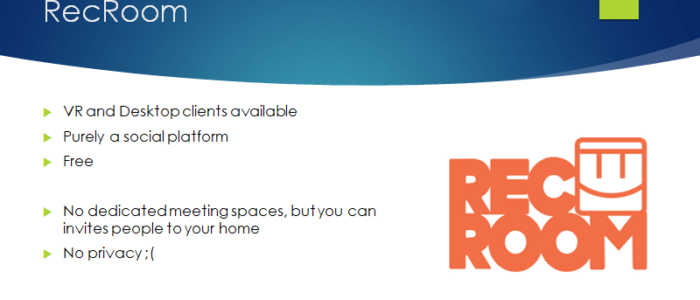 RecRoom
VR and Desktop clients available
Purely a social platform
Free
No dedicated meeting spaces, but you can
invites people to your home
No privacy ;(
REC
ROOM